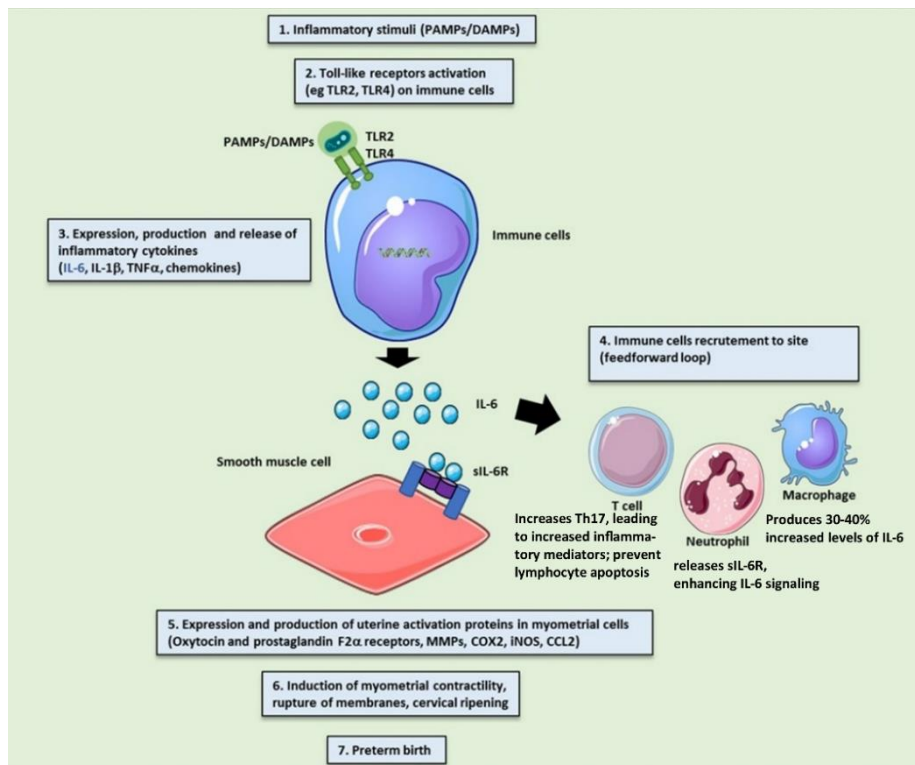 1. Inflammatory stimuli (PAMPs/DAMPs)
2. Toll-like receptors activation
(eg TLR2, TLR4) on immune cells
PAMPs/DAMPs
TLR2
TLR4
3. Expression, production and release of
inflammatory cytokines
(IL-6, IL-1β, TNFα, chemokines)
Immune cells
4. Immune cells recrutement to site
(feedforward loop)
IL-6
Smooth muscle cell
sIL-6R
T cell
Increases Th17, leading
to increased inflamma-
tory mediators; prevent
lymphocyte apoptosis
Neutrophil
releases sIL-6R,
enhancing IL-6 signaling
Macrophage
Produces 30-40%
increased levels of IL-6
5. Expression and production of uterine activation proteins in myometrial cells
(Oxytocin and prostaglandin F2α receptors, MMPs, COX2, iNOS, CCL2)
6. Induction of myometrial contractility,
rupture of membranes, cervical ripening
7. Preterm birth